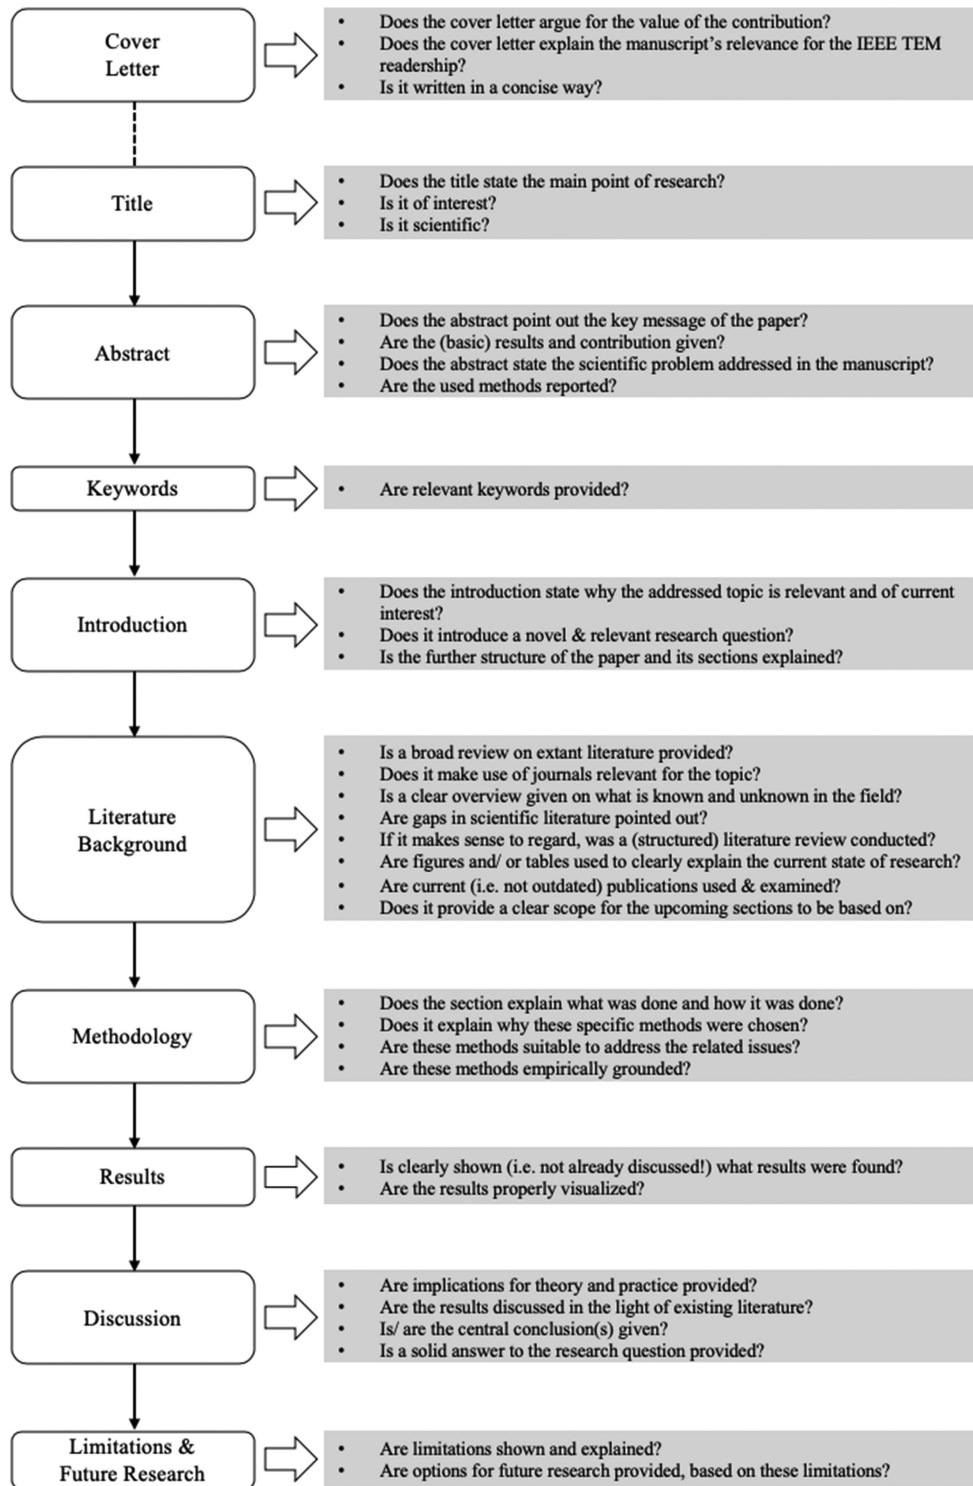 Cover
Letter
• Does the cover letter argue for the value of the contribution?
• Does the cover letter explain the manuscript's relevance for the IEEE TEM
readership?
• Is it written in a concise way?
Title
• Does the title state the main point of research?
• Is it of interest?
• Is it scientific?
Abstract
• Does the abstract point out the key message of the paper?
• Are the (basic) results and contribution given?
• Does the abstract state the scientific problem addressed in the manuscript?
• Are the used methods reported?
Keywords
• Are relevant keywords provided?
Introduction
• Does the introduction state why the addressed topic is relevant and of current
interest?
• Does it introduce a novel & relevant research question?
• Is the further structure of the paper and its sections explained?
Literature
Background
• Is a broad review on extant literature provided?
• Does it make use of journals relevant for the topic?
• Is a clear overview given on what is known and unknown in the field?
• Are gaps in scientific literature pointed out?
• If it makes sense to regard, was a (structured) literature review conducted?
• Are figures and/ or tables used to clearly explain the current state of research?
• Are current (i.e. not outdated) publications used & examined?
• Does it provide a clear scope for the upcoming sections to be based on?
Methodology
• Does the section explain what was done and how it was done?
• Does it explain why these specific methods were chosen?
• Are these methods suitable to address the related issues?
• Are these methods empirically grounded?
Results
• Is clearly shown (i.e. not already discussed!) what results were found?
• Are the results properly visualized?
Discussion
• Are implications for theory and practice provided?
• Are the results discussed in the light of existing literature?
• Is/ are the central conclusion(s) given?
• Is a solid answer to the research question provided?
Limitations &
Future Research
• Are limitations shown and explained?
• Are options for future research provided, based on these limitations?